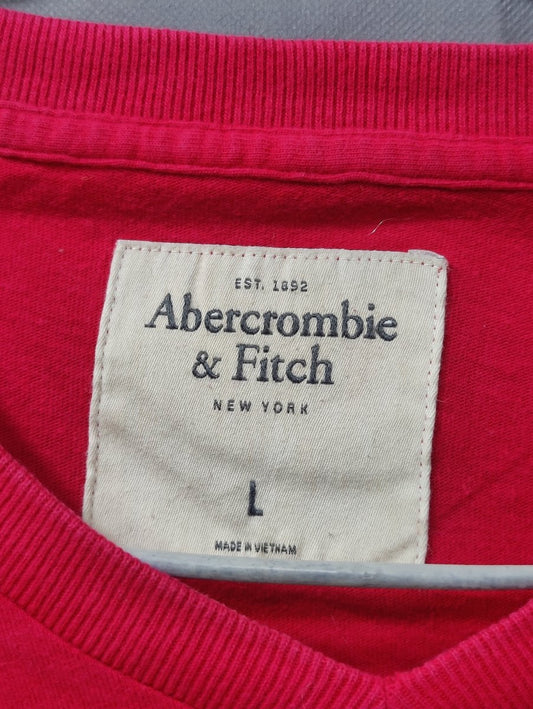 EST. 1892
Abercrombie
& Fitch
NEW YORK
L
MADE IN VIETNAM